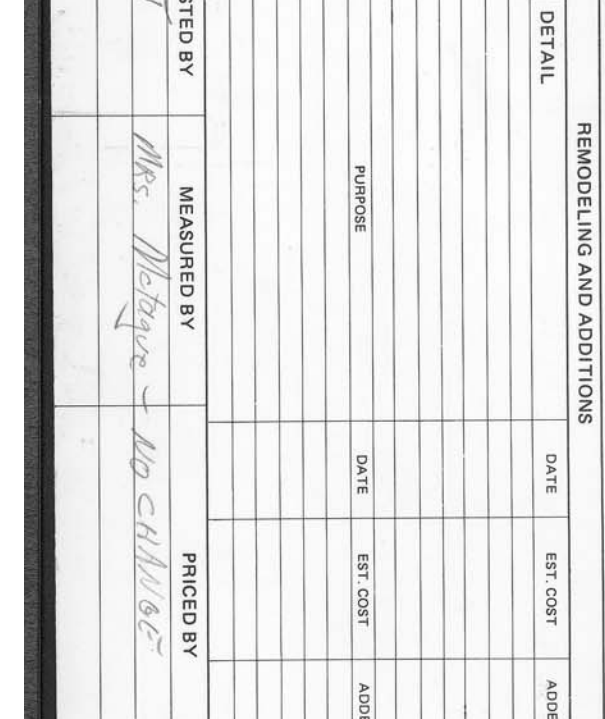 REMODELING AND ADDITIONS
DETAIL DATE EST. COST ADDE
PURPOSE DATE EST. COST ADDE
STED BY MEASURED BY PRICED BY
MRS. Mctague - NO CHANGE